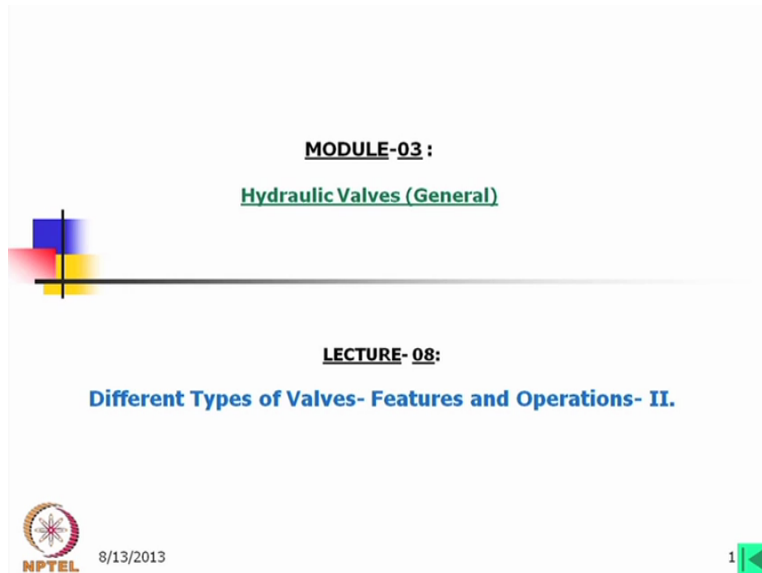 MODULE-03 :
Hydraulic Valves (General)
LECTURE- 08:
Different Types of Valves- Features and Operations- II.
NPTEL
8/13/2013
1